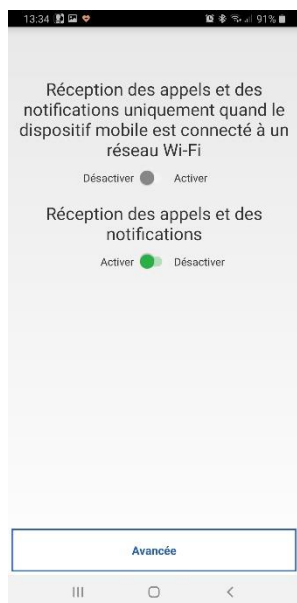 13:34 91%
Réception des appels et des
notifications uniquement quand le
dispositif mobile est connecté à un
réseau Wi-Fi
Désactiver Activer
Réception des appels et des
notifications
Activer Désactiver
Avancée